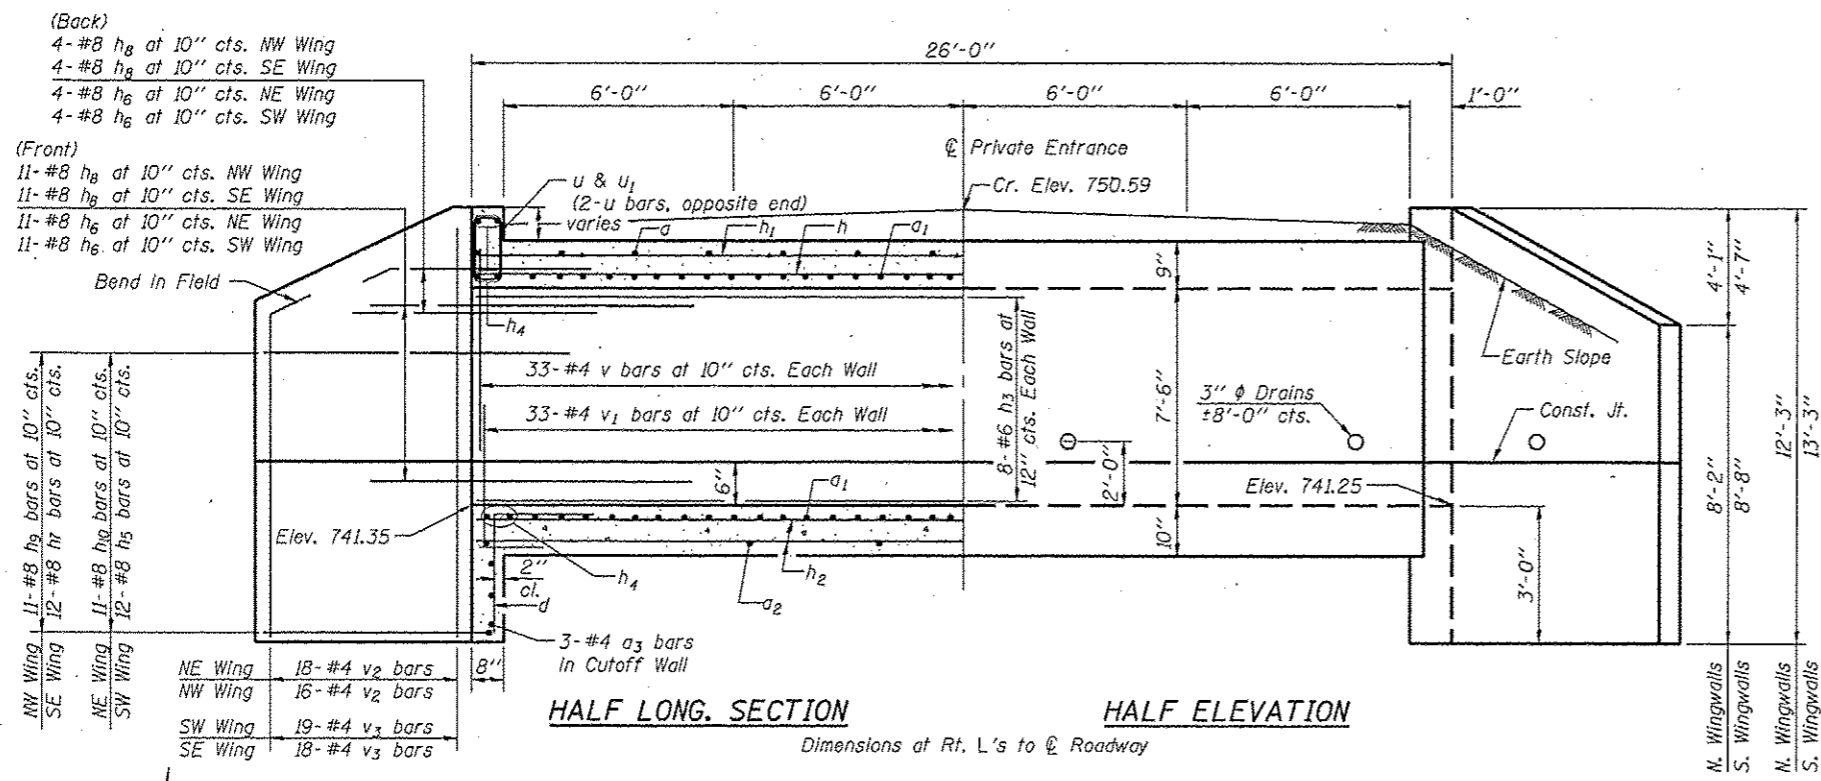 (Back)
4-#8 h8 at 10" cts. NW Wing
4-#8 h8 at 10" cts. SE Wing
4-#8 h6 at 10" cts. NE Wing
4-#8 h6 at 10" cts. SW Wing
(Front)
11-#8 h8 at 10" cts. NW Wing
11-#8 h8 at 10" cts. SE Wing
11-#8 h6 at 10" cts. NE Wing
11-#8 h6 at 10" cts. SW Wing
Bend In Field
26'-0"
6'-0"
6'-0"
6'-0"
6'-0"
1'-0"
℄ Private Entrance
Cr. Elev. 750.59
u & u1
(2-u bars, opposite end)
varies
a
h1
h
a1
h4
9"
33-#4 v bars at 10" cts. Each Wall
33-#4 v1 bars at 10" cts. Each Wall
8-#6 h3 bars at
12" cts. Each Wall
7'-6"
3" φ Drains
±8'-0" cts.
Earth Slope
Const. Jt.
4'-1"
4'-7"
12'-3"
13'-3"
8'-2"
8'-8"
6"
2'-0"
a1
Elev. 741.25
Elev. 741.35
10"
3'-0"
2"
cl.
d
h4
h2
a2
3-#4 a3 bars
In Cutoff Wall
8"
NW Wing 11-#8 h9 bars at 10" cts.
SE Wing 12-#8 h7 bars at 10" cts.
NE Wing 11-#8 h10 bars at 10" cts.
SW Wing 12-#8 h5 bars at 10" cts.
NE Wing 18-#4 v2 bars
NW Wing 16-#4 v2 bars
SW Wing 19-#4 v3 bars
SE Wing 18-#4 v3 bars
HALF LONG. SECTION
HALF ELEVATION
Dimensions at Rt. L's to ℄ Roadway
N. Wingwalls
S. Wingwalls
N. Wingwalls
S. Wingwalls